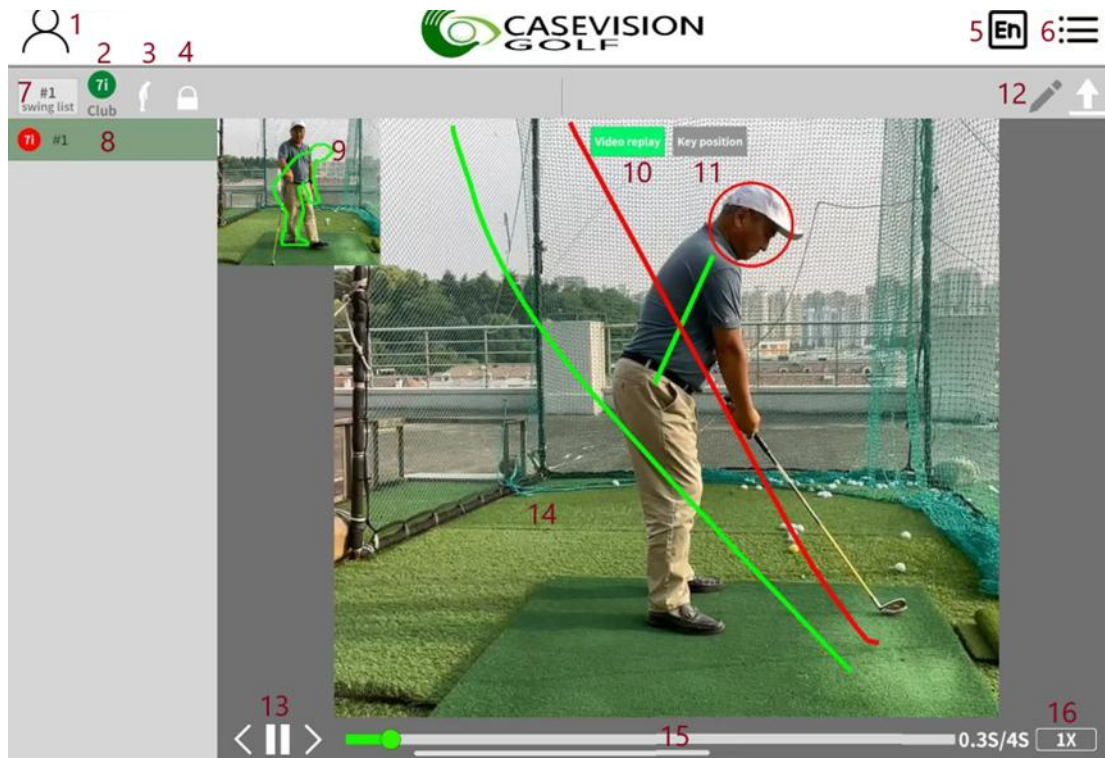 1
CASEVISION
GOLF
5 En 6
2 3 4
7 #1
swing list
7i
Club
12
7i #1 8
9
Video replay Key position
10 11
14
13
15
0.3S/4S
16
1X